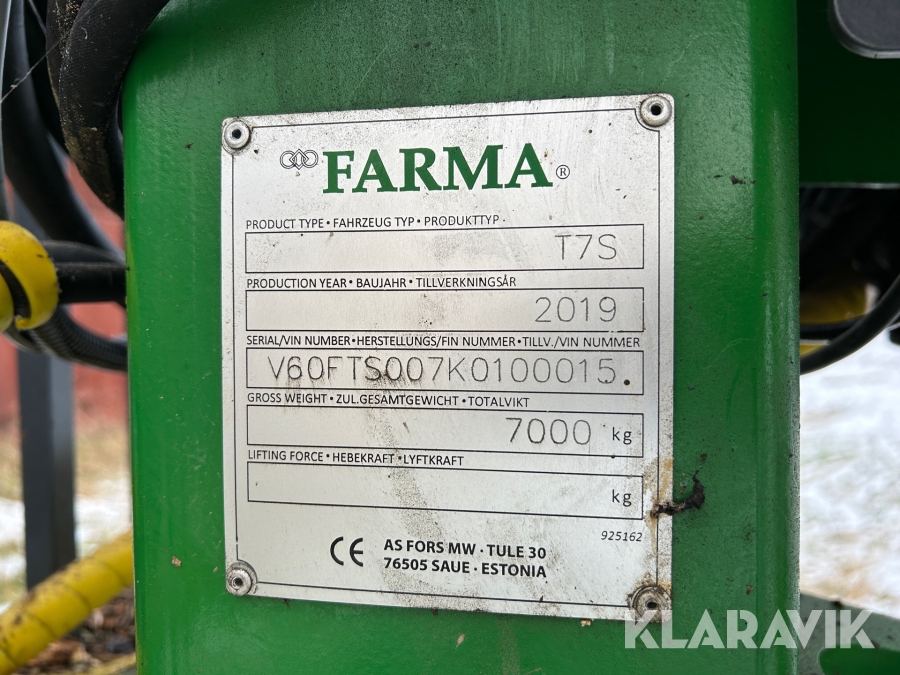 FARMA®
PRODUCT TYPE • FAHRZEUG TYP • PRODUKTTYP
T7S
PRODUCTION YEAR • BAUJAHR • TILLVERKNINGSÅR
2019
SERIAL/VIN NUMBER • HERSTELLUNGS/FIN NUMMER • TILLV./VIN NUMMER
V60FTS007K0100015
GROSS WEIGHT • ZUL.GESAMTGEWICHT • TOTALVIKT
7000 kg
LIFTING FORCE • HEBEKRAFT • LYFTKRAFT
kg
925162
CE AS FORS MW · TULE 30
76505 SAUE · ESTONIA
KLARAVIK